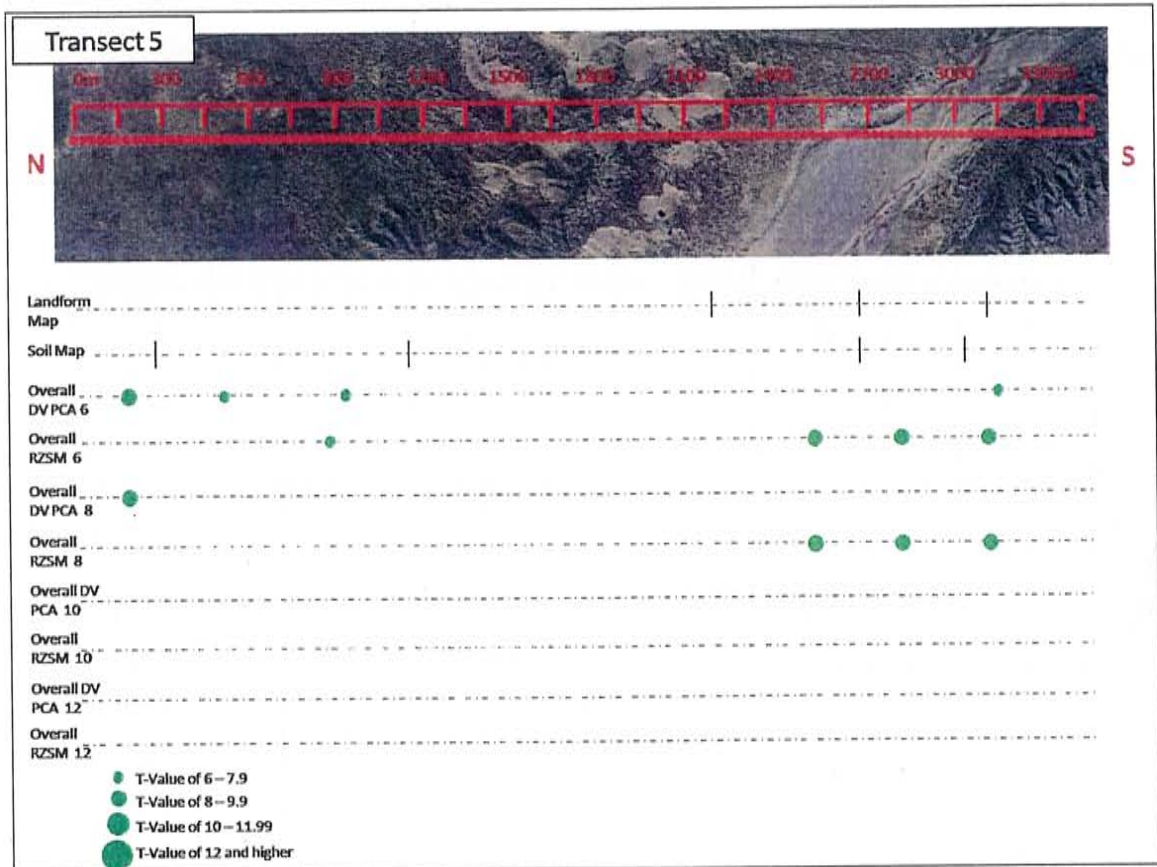 Transect 5
0m 300 900 1200 1500 1800 2700 3000
N
S
Landform
Map
Soil Map
Overall
DV PCA 6
Overall
RZSM 6
Overall
DV PCA 8
Overall
RZSM 8
Overall DV
PCA 10
Overall
RZSM 10
Overall DV
PCA 12
Overall
RZSM 12
T-Value of 6 – 7.9
T-Value of 8 – 9.9
T-Value of 10 – 11.99
T-Value of 12 and higher